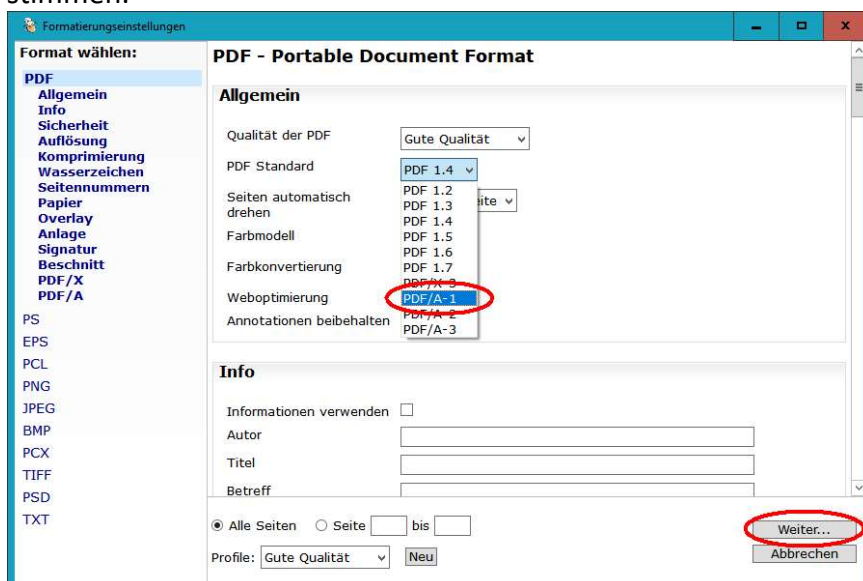 stimmen.
Formatierungseinstellungen
Format wählen:
PDF
Allgemein
Info
Sicherheit
Auflösung
Komprimierung
Wasserzeichen
Seitennummern
Papier
Overlay
Anlage
Signatur
Beschnitt
PDF/X
PDF/A
PS
EPS
PCL
PNG
JPEG
BMP
PCX
TIFF
PSD
TXT
PDF - Portable Document Format
Allgemein
Qualität der PDF Gute Qualität
PDF Standard PDF 1.4
PDF 1.2
PDF 1.3
PDF 1.4
PDF 1.5
PDF 1.6
PDF 1.7
PDF/X-3
PDF/A-1
PDF/A-2
PDF/A-3
Seiten automatisch
drehen
Farbmodell
Farbkonvertierung
Weboptimierung
Annotationen beibehalten
Info
Informationen verwenden
Autor
Titel
Betreff
Alle Seiten Seite bis
Profile: Gute Qualität Neu
Weiter...
Abbrechen